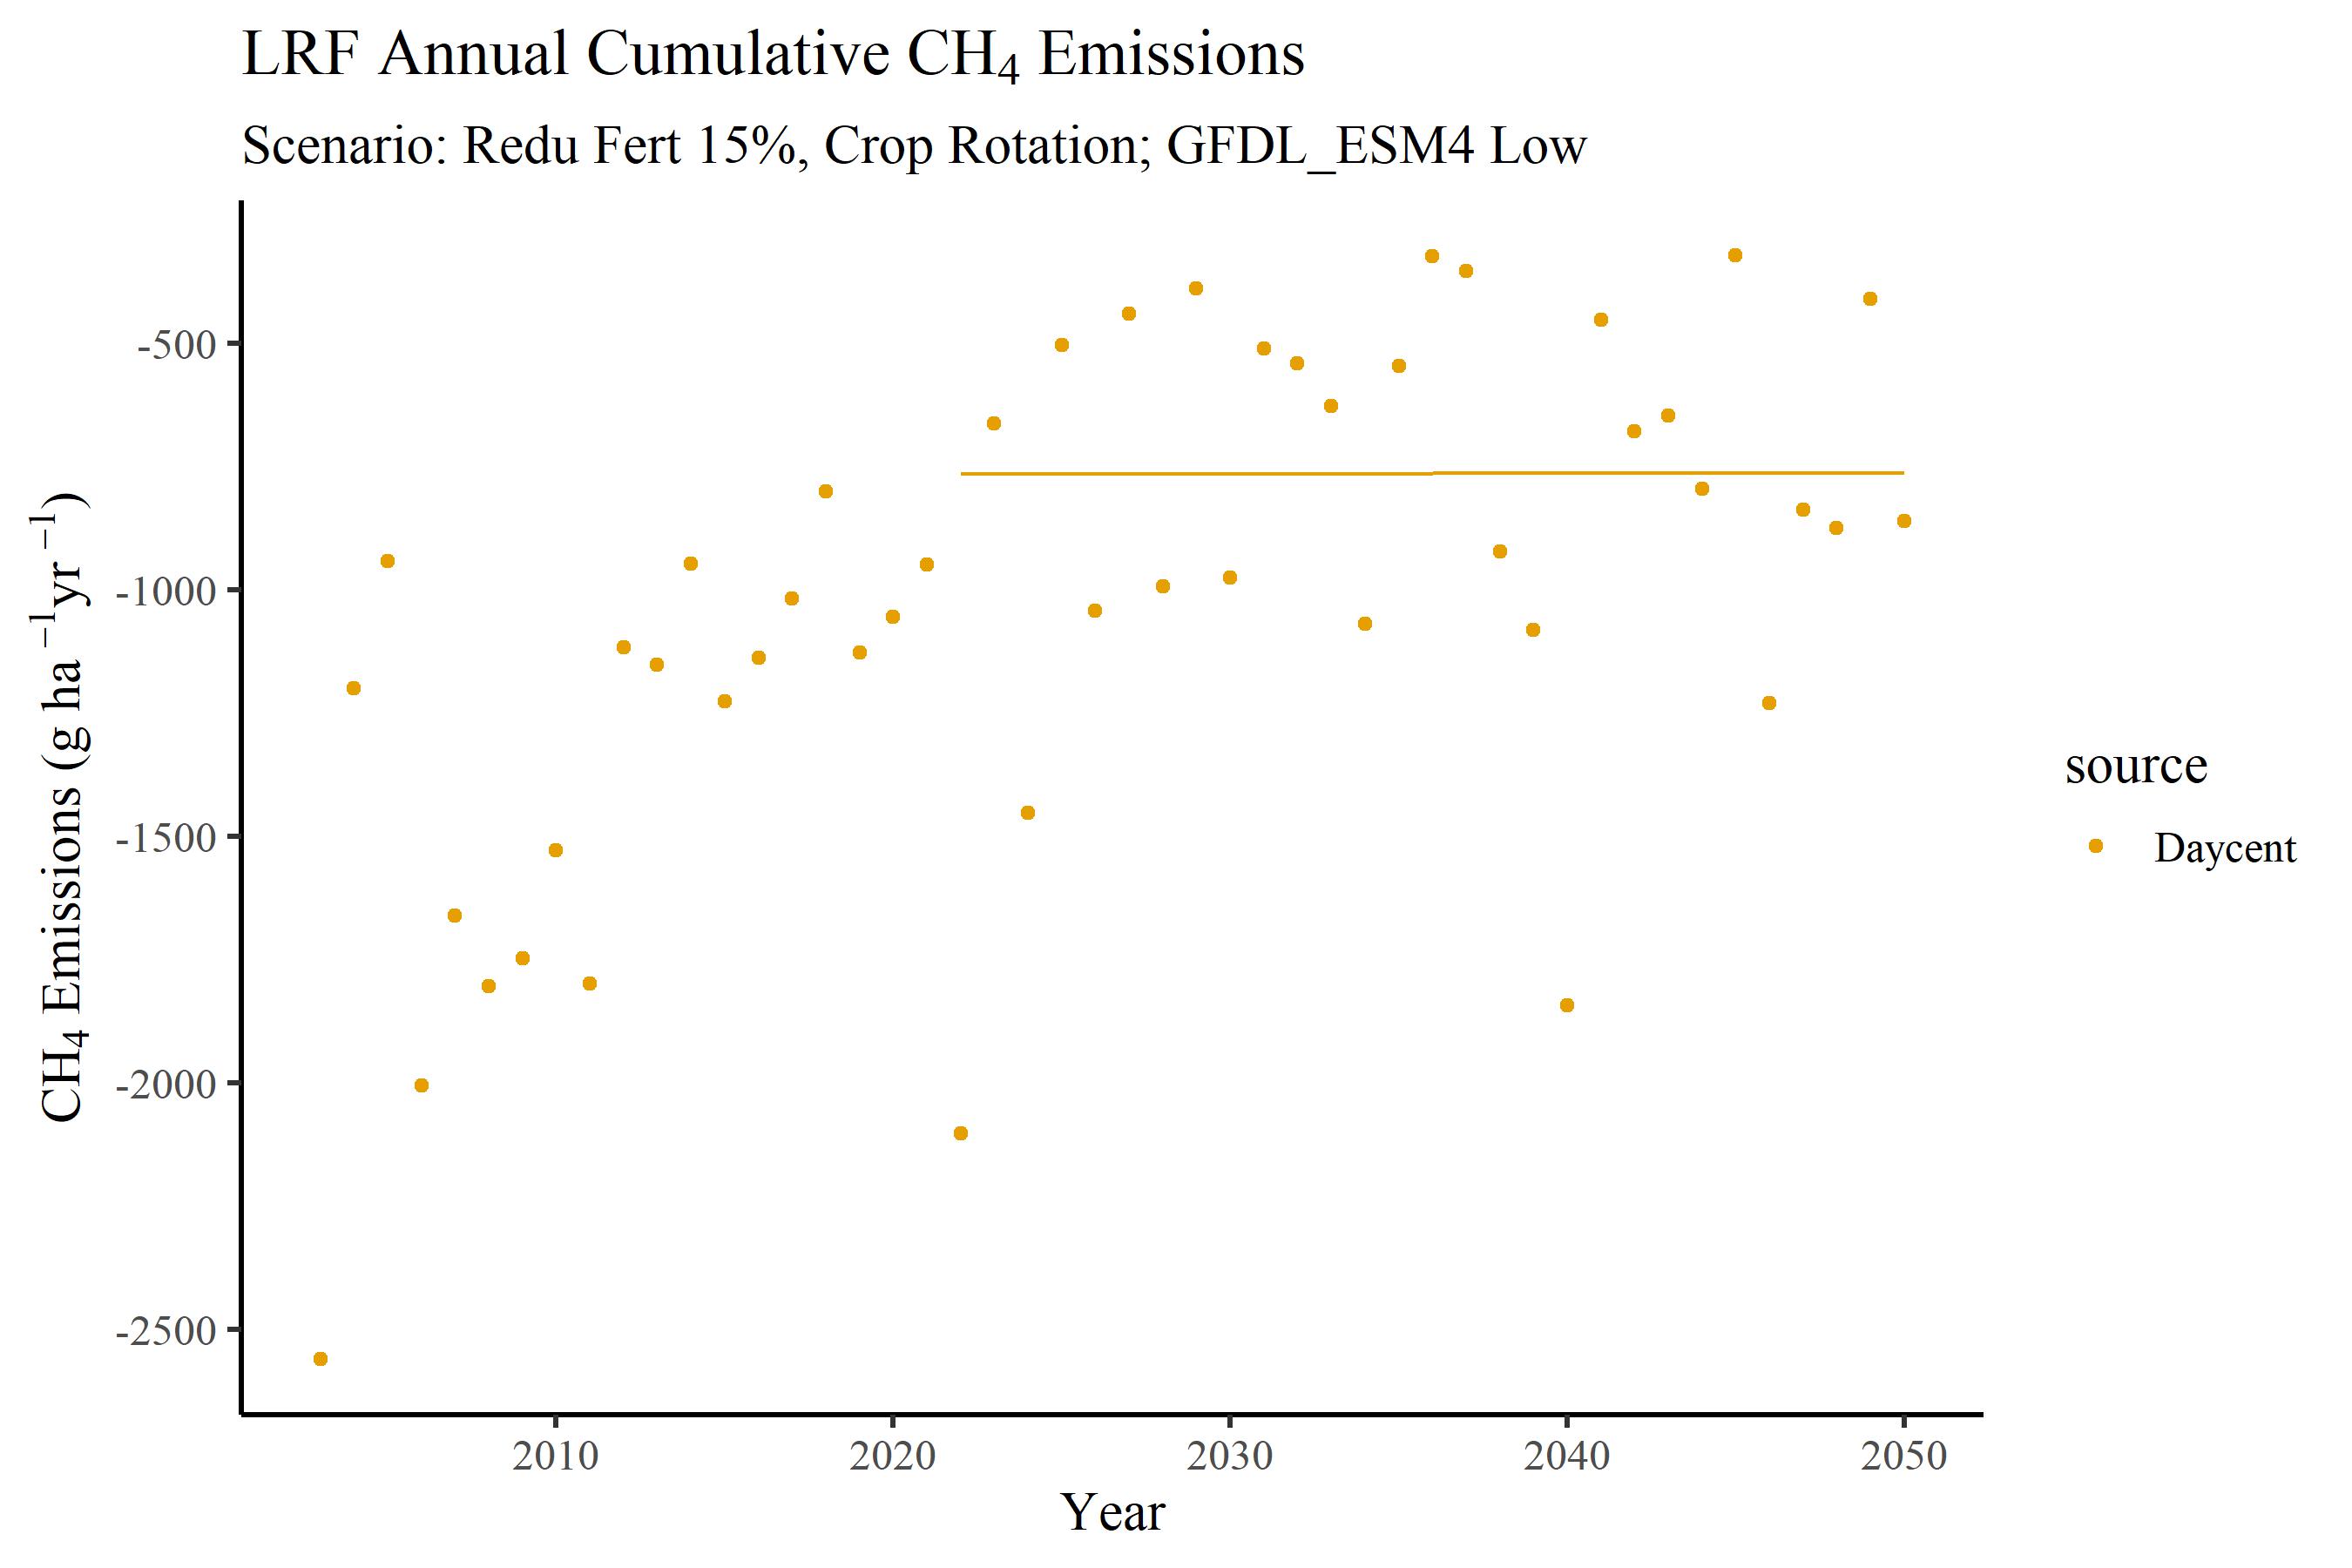 LRF Annual Cumulative CH₄ Emissions
Scenario: Redu Fert 15%, Crop Rotation; GFDL_ESM4 Low
CH₄ Emissions (g ha ⁻¹yr ⁻¹)
-500
-1000
-1500
-2000
-2500
source
Daycent
2010 2020 2030 2040 2050
Year